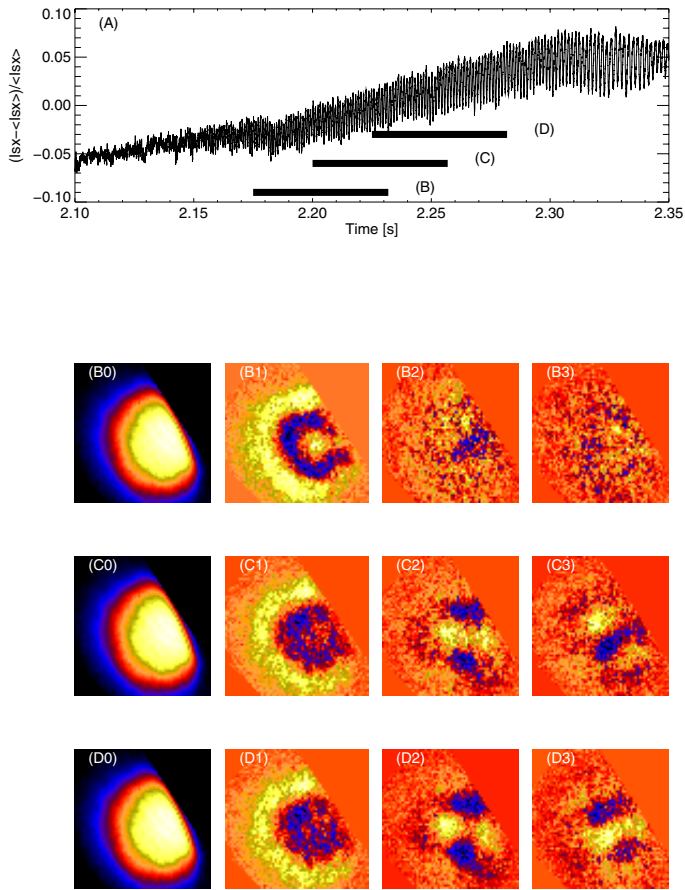 (A)
(Isx−<Isx>)/<Isx>
0.10
0.05
0.00
−0.05
−0.10
(D)
(C)
(B)
2.10 2.15 2.20 2.25 2.30 2.35
Time [s]
(B0) (B1) (B2) (B3)
(C0) (C1) (C2) (C3)
(D0) (D1) (D2) (D3)